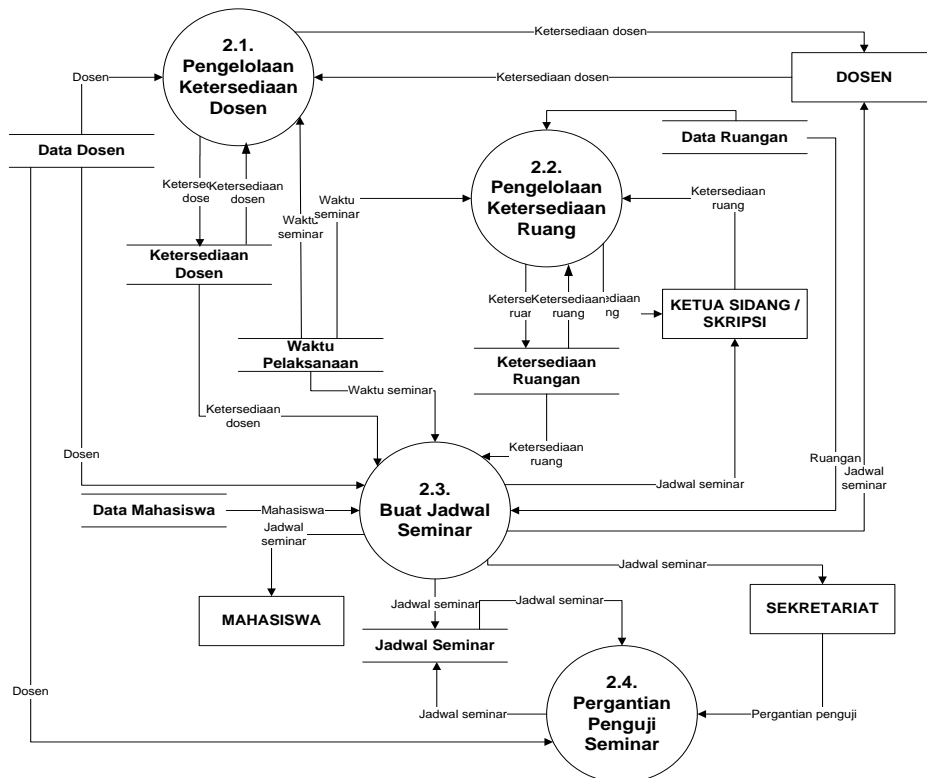 Ketersediaan dosen
2.1.
Pengelolaan
Ketersediaan
Dosen
Dosen
Ketersediaan dosen
DOSEN
Data Dosen
Data Ruangan
2.2.
Pengelolaan
Ketersediaan
Ruang
Ketersediaan
ruang
Ketersediaan
dosen
Waktu
seminar
Waktu
seminar
Ketersediaan
Dosen
Ketersediaan
ruang
KETUA SIDANG /
SKRIPSI
Waktu
Pelaksanaan
Ketersediaan
Ruangan
Waktu seminar
Ketersediaan
dosen
Ketersediaan
ruang
Dosen
Ruangan
Jadwal
seminar
2.3.
Buat Jadwal
Seminar
Jadwal seminar
Data Mahasiswa
Mahasiswa
Jadwal
seminar
Jadwal seminar
MAHASISWA
SEKRETARIAT
Jadwal seminar
Jadwal seminar
Jadwal Seminar
2.4.
Pergantian
Penguji
Seminar
Dosen
Jadwal seminar
Pergantian penguji